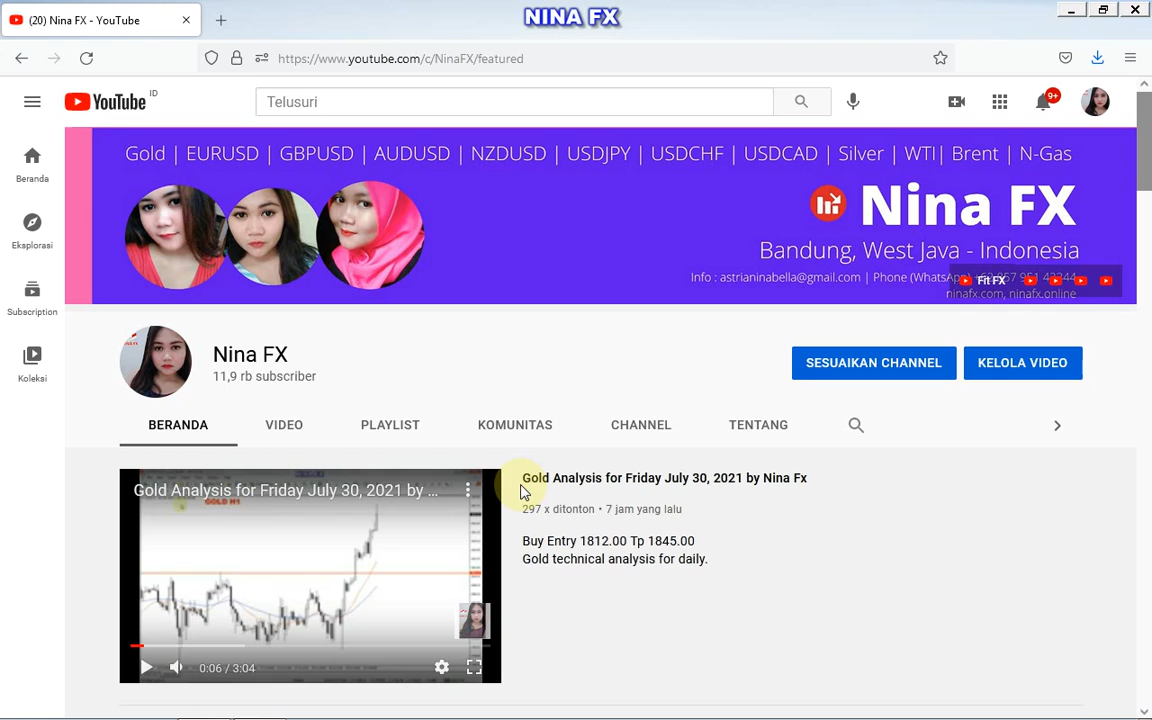 NINA FX
(20) Nina FX - YouTube
https://www.youtube.com/c/NinaFX/featured
YouTube ID
Telusuri
9+
Beranda
Eksplorasi
Subscription
Koleksi
Gold | EURUSD | GBPUSD | AUDUSD | NZDUSD | USDJPY | USDCHF | USDCAD | Silver | WTI| Brent | N-Gas
Nina FX
Bandung, West Java - Indonesia
Info : astrianinabella@gmail.com | Phone (WhatsApp)
Fit FX
ninafx.com, ninafx.online
Nina FX
11,9 rb subscriber
SESUAIKAN CHANNEL
KELOLA VIDEO
BERANDA
VIDEO
PLAYLIST
KOMUNITAS
CHANNEL
TENTANG
Gold Analysis for Friday July 30, 2021 by ...
GOLD H1
0:06 / 3:04
Gold Analysis for Friday July 30, 2021 by Nina Fx
297 x ditonton • 7 jam yang lalu
Buy Entry 1812.00 Tp 1845.00
Gold technical analysis for daily.